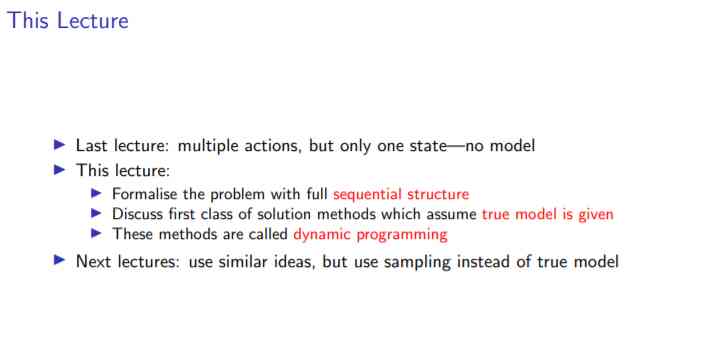 This Lecture
Last lecture: multiple actions, but only one state—no model
This lecture:
Formalise the problem with full sequential structure
Discuss first class of solution methods which assume true model is given
These methods are called dynamic programming
Next lectures: use similar ideas, but use sampling instead of true model